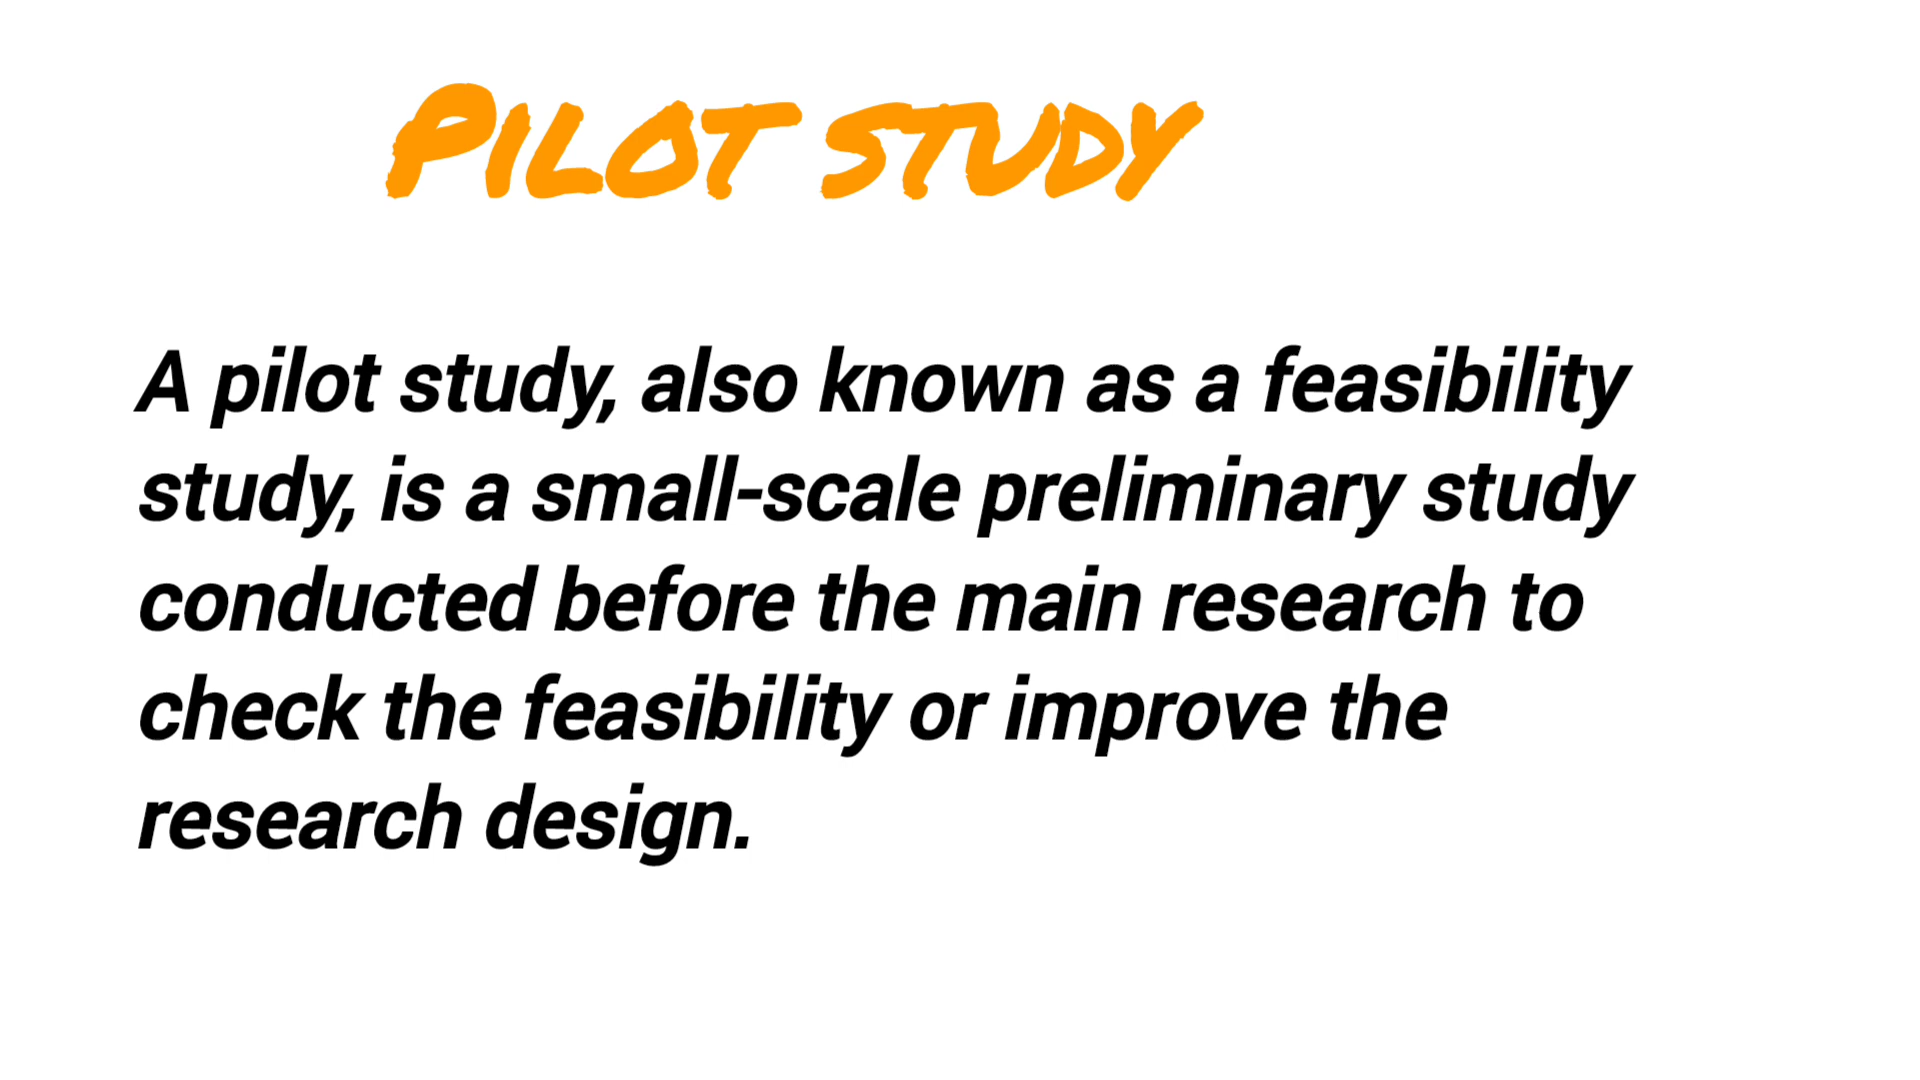 Pilot study
A pilot study, also known as a feasibility
study, is a small-scale preliminary study
conducted before the main research to
check the feasibility or improve the
research design.